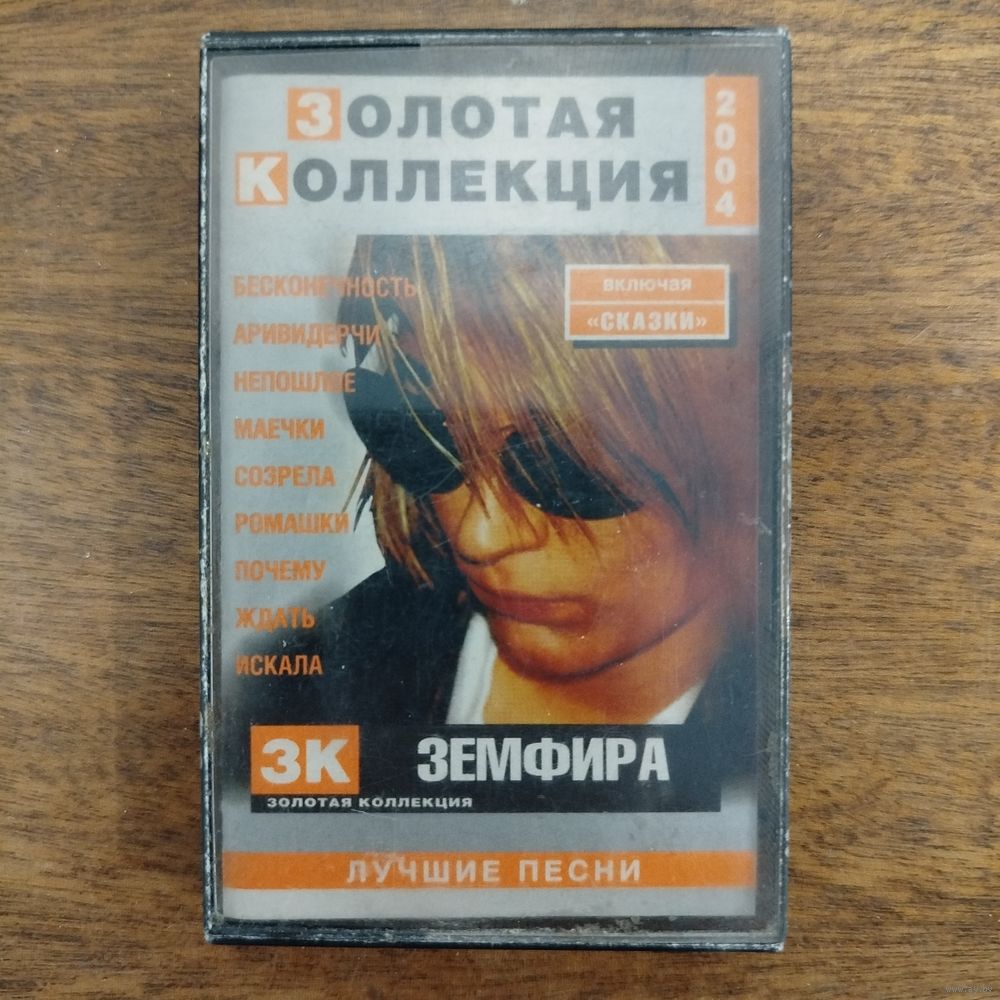 ЗОЛОТАЯ
КОЛЛЕКЦИЯ
2004
включая
«СКАЗКИ»
БЕСКОНЕЧНОСТЬ
АРИВИДЕРЧИ
НЕПОШЛОЕ
МАЕЧКИ
СОЗРЕЛА
РОМАШКИ
ПОЧЕМУ
ЖДАТЬ
ИСКАЛА
ЗК ЗЕМФИРА
ЗОЛОТАЯ КОЛЛЕКЦИЯ
ЛУЧШИЕ ПЕСНИ